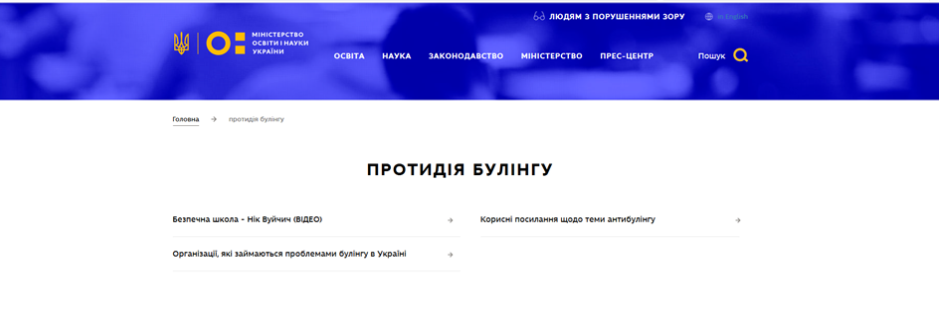 ЛЮДЯМ З ПОРУШЕННЯМИ ЗОРУ
In English
МІНІСТЕРСТВО
ОСВІТИ І НАУКИ
УКРАЇНИ
ОСВІТА НАУКА ЗАКОНОДАВСТВО МІНІСТЕРСТВО ПРЕС-ЦЕНТР Пошук
Головна → протидія булінгу
ПРОТИДІЯ БУЛІНГУ
Безпечна школа - Нік Вуйчич (ВІДЕО) →
Корисні посилання щодо теми антибулінгу →
Організації, які займаються проблемами булінгу в Україні →